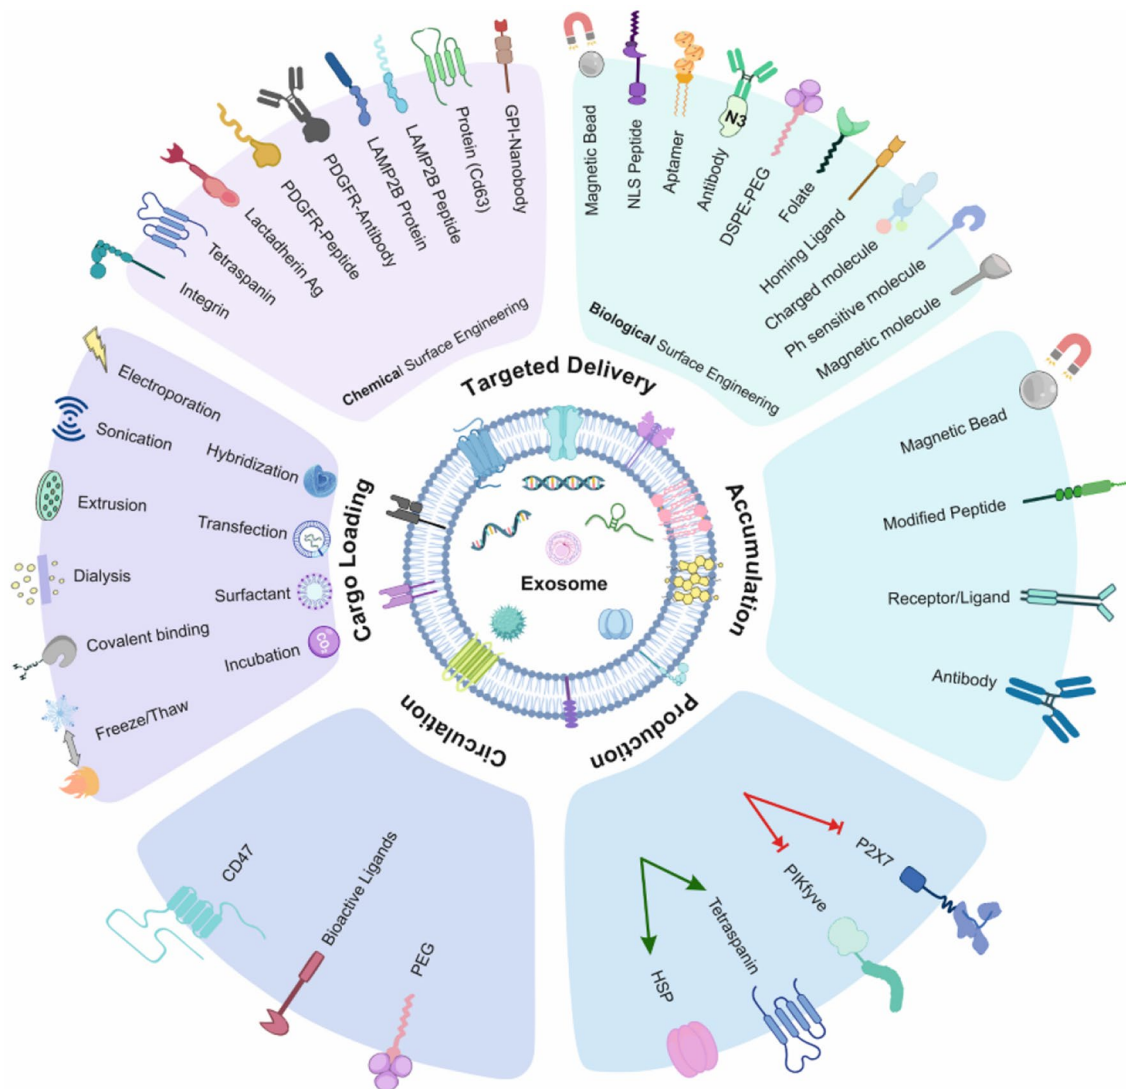 Integrin
Tetraspanin
Lactadherin Ag
PDGFR-Peptide
PDGFR-Antibody
LAMP2B Protein
LAMP2B Peptide
Protein (Cd63)
GPI-Nanobody
Chemical Surface Engineering
Magnetic Bead
NLS Peptide
Aptamer
N3
Antibody
DSPE-PEG
Folate
Homing Ligand
Charged molecule
Ph sensitive molecule
Magnetic molecule
Biological Surface Engineering
Targeted Delivery
Electroporation
Sonication
Extrusion
Dialysis
Covalent binding
Freeze/Thaw
Hybridization
Transfection
Surfactant
Incubation
CO₂
Cargo Loading
Exosome
Accumulation
Magnetic Bead
Modified Peptide
Receptor/Ligand
Antibody
Circulation
CD47
Bioactive Ligands
PEG
Production
HSP
Tetraspanin
PIKfyve
P2X7